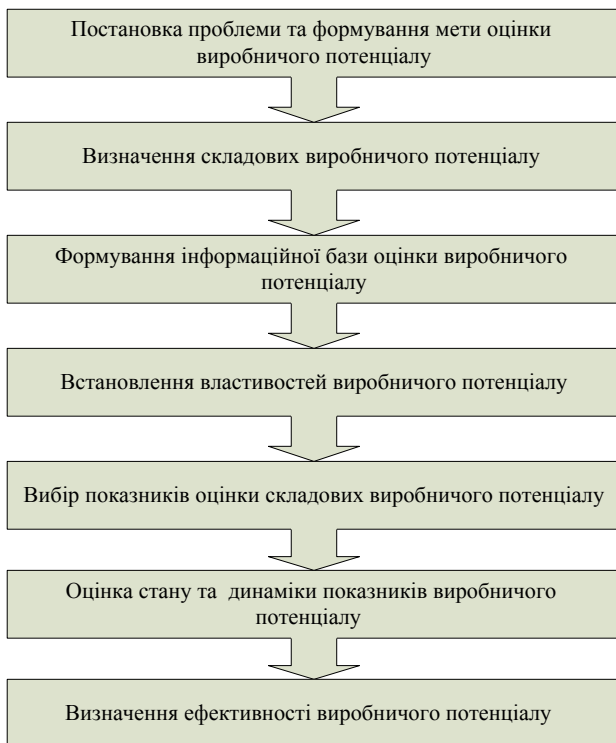 Постановка проблеми та формування мети оцінки
виробничого потенціалу
Визначення складових виробничого потенціалу
Формування інформаційної бази оцінки виробничого
потенціалу
Встановлення властивостей виробничого потенціалу
Вибір показників оцінки складових виробничого потенціалу
Оцінка стану та динаміки показників виробничого
потенціалу
Визначення ефективності виробничого потенціалу